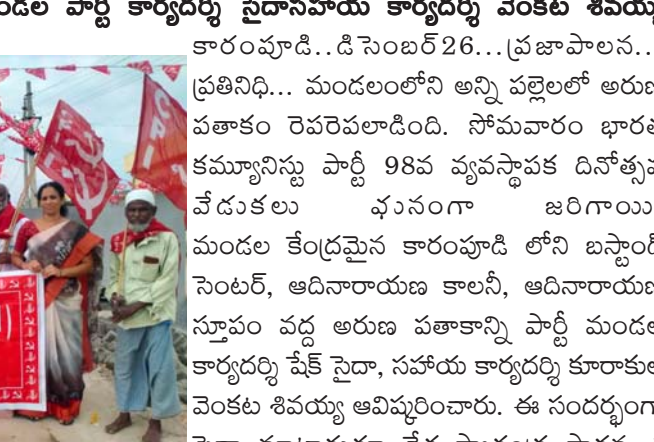 మండల పార్టీ కార్యదర్శి సైదాసహాయ కార్యదర్శి వెంకట శివయ్య
కారంపూడి..డిసెంబర్26...ప్రజాపాలన..
ప్రతినిధి... మండలంలోని అన్ని పల్లెలలో అరుణ
పతాకం రెపరెపలాడింది. సోమవారం భారత
కమ్యూనిస్టు పార్టీ 98వ వ్యవస్థాపక దినోత్సవ
వేడుకలు ఘనంగా జరిగాయి
మండల కేంద్రమైన కారంపూడి లోని బస్టాండ్
సెంటర్, ఆదినారాయణ కాలనీ, ఆదినారాయణ
స్తూపం వద్ద అరుణ పతాకాన్ని పార్టీ మండల
కార్యదర్శి షేక్ సైదా, సహాయ కార్యదర్శి కూరాకుల
వెంకట శివయ్య ఆవిష్కరించారు. ఈ సందర్భంగా